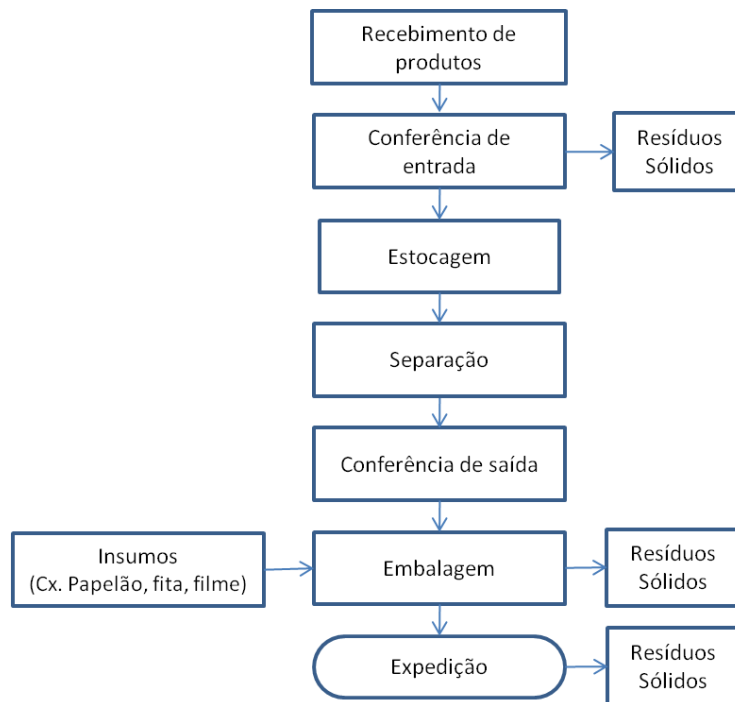 Recebimento de
produtos
Conferência de
entrada
Resíduos
Sólidos
Estocagem
Separação
Conferência de saída
Insumos
(Cx. Papelão, fita, filme)
Embalagem
Resíduos
Sólidos
Expedição
Resíduos
Sólidos